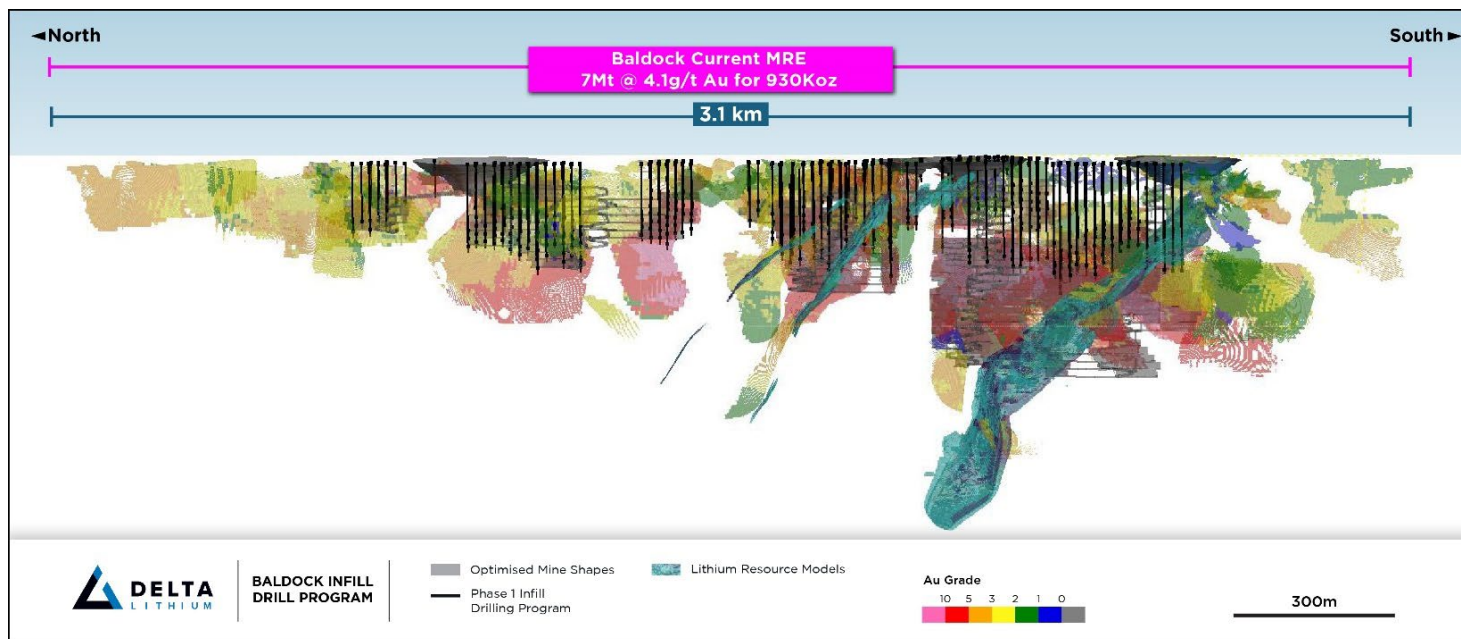 ◄North
South►
Baldock Current MRE
7Mt @ 4.1g/t Au for 930Koz
3.1 km
DELTA
LITHIUM
BALDOCK INFILL
DRILL PROGRAM
Optimised Mine Shapes
Phase 1 Infill
Drilling Program
Lithium Resource Models
Au Grade
10 5 3 2 1 0
300m